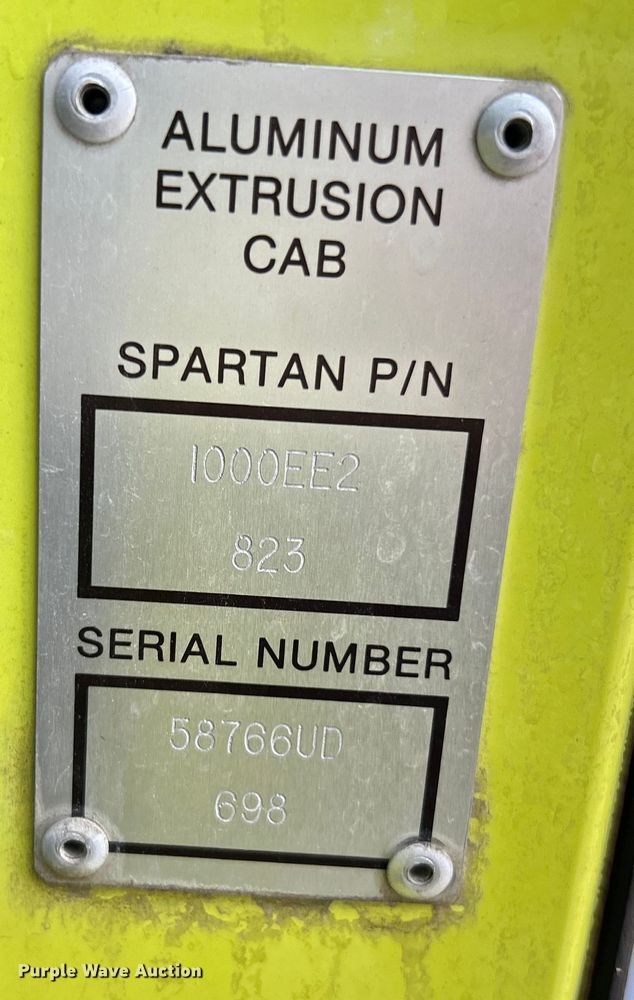 ALUMINUM
EXTRUSION
CAB
SPARTAN P/N
1000EE2
823
SERIAL NUMBER
58766UD
698
Purple Wave Auction